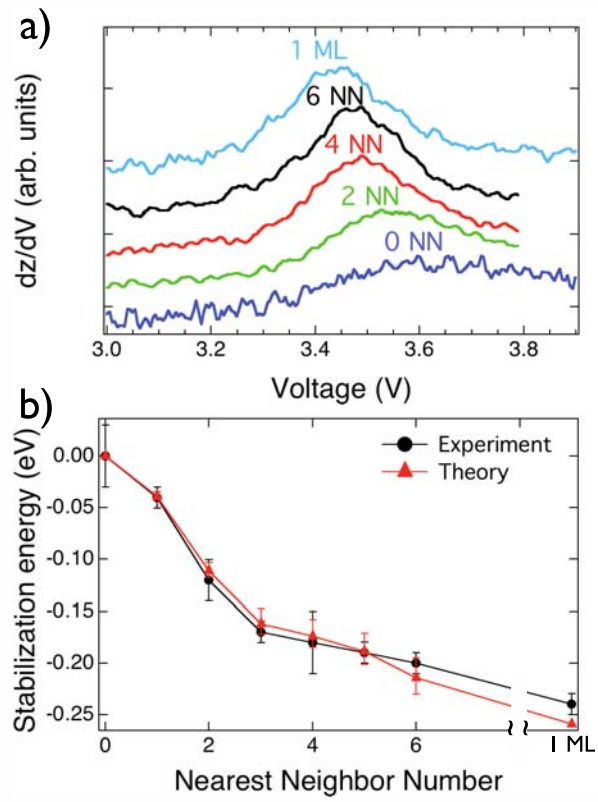 a)
1 ML
6 NN
4 NN
2 NN
0 NN
dz/dV (arb. units)
3.0 3.2 3.4 3.6 3.8
Voltage (V)
b)
Experiment
Theory
0.00
-0.05
-0.10
-0.15
-0.20
-0.25
Stabilization energy (eV)
0 2 4 6 1 ML
Nearest Neighbor Number